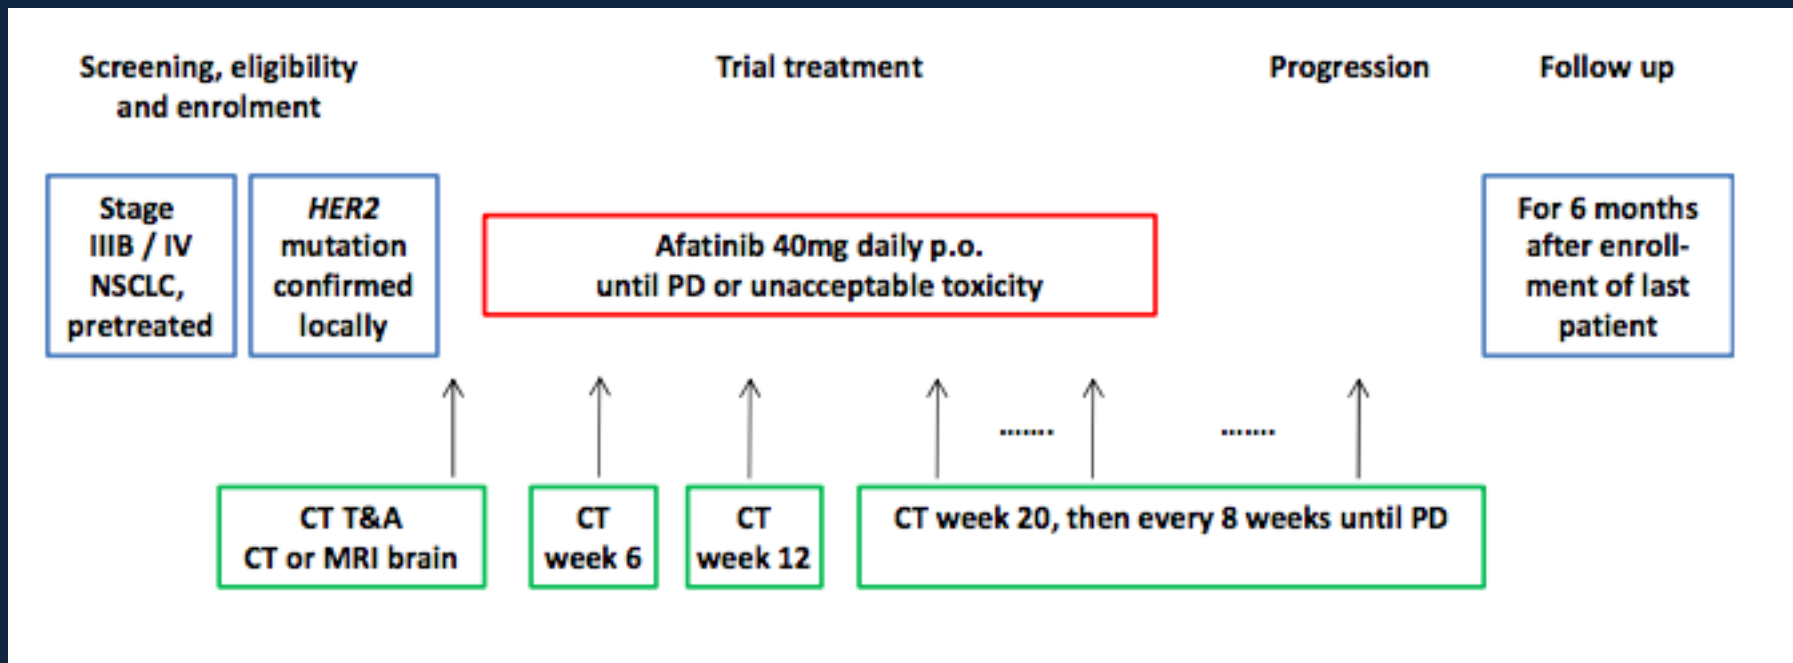 Screening, eligibility
and enrolment
Trial treatment
Progression
Follow up
Stage
IIIB / IV
NSCLC,
pretreated
HER2
mutation
confirmed
locally
Afatinib 40mg daily p.o.
until PD or unacceptable toxicity
For 6 months
after enroll-
ment of last
patient
.......
.......
CT T&A
CT or MRI brain
CT
week 6
CT
week 12
CT week 20, then every 8 weeks until PD